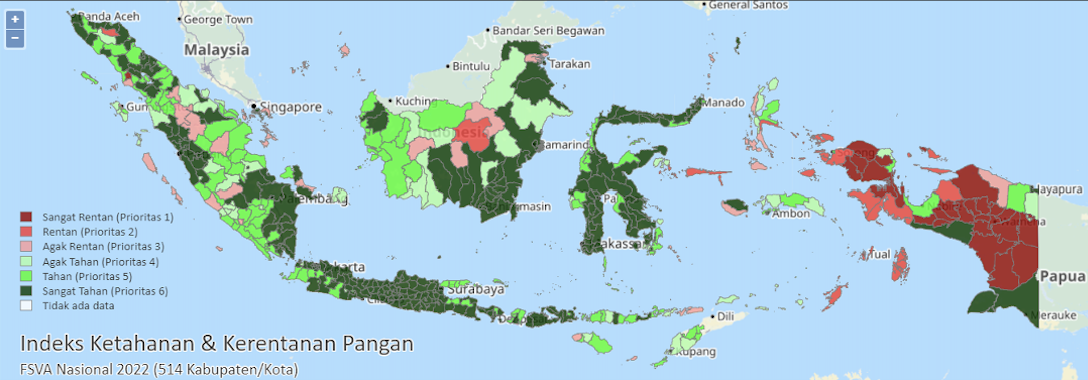 +
−
Banda Aceh
George Town
Malaysia
General Santos
Bandar Seri Begawan
Tarakan
Bintulu
Kuching
Singapore
Manado
Indonesia
Samarinda
Palembang
Ambon
Jayapura
Makassar
Tual
Papua
Jakarta
Surabaya
Dili
Kupang
Merauke
Sangat Rentan (Prioritas 1)
Rentan (Prioritas 2)
Agak Rentan (Prioritas 3)
Agak Tahan (Prioritas 4)
Tahan (Prioritas 5)
Sangat Tahan (Prioritas 6)
Tidak ada data
Indeks Ketahanan & Kerentanan Pangan
FSVA Nasional 2022 (514 Kabupaten/Kota)